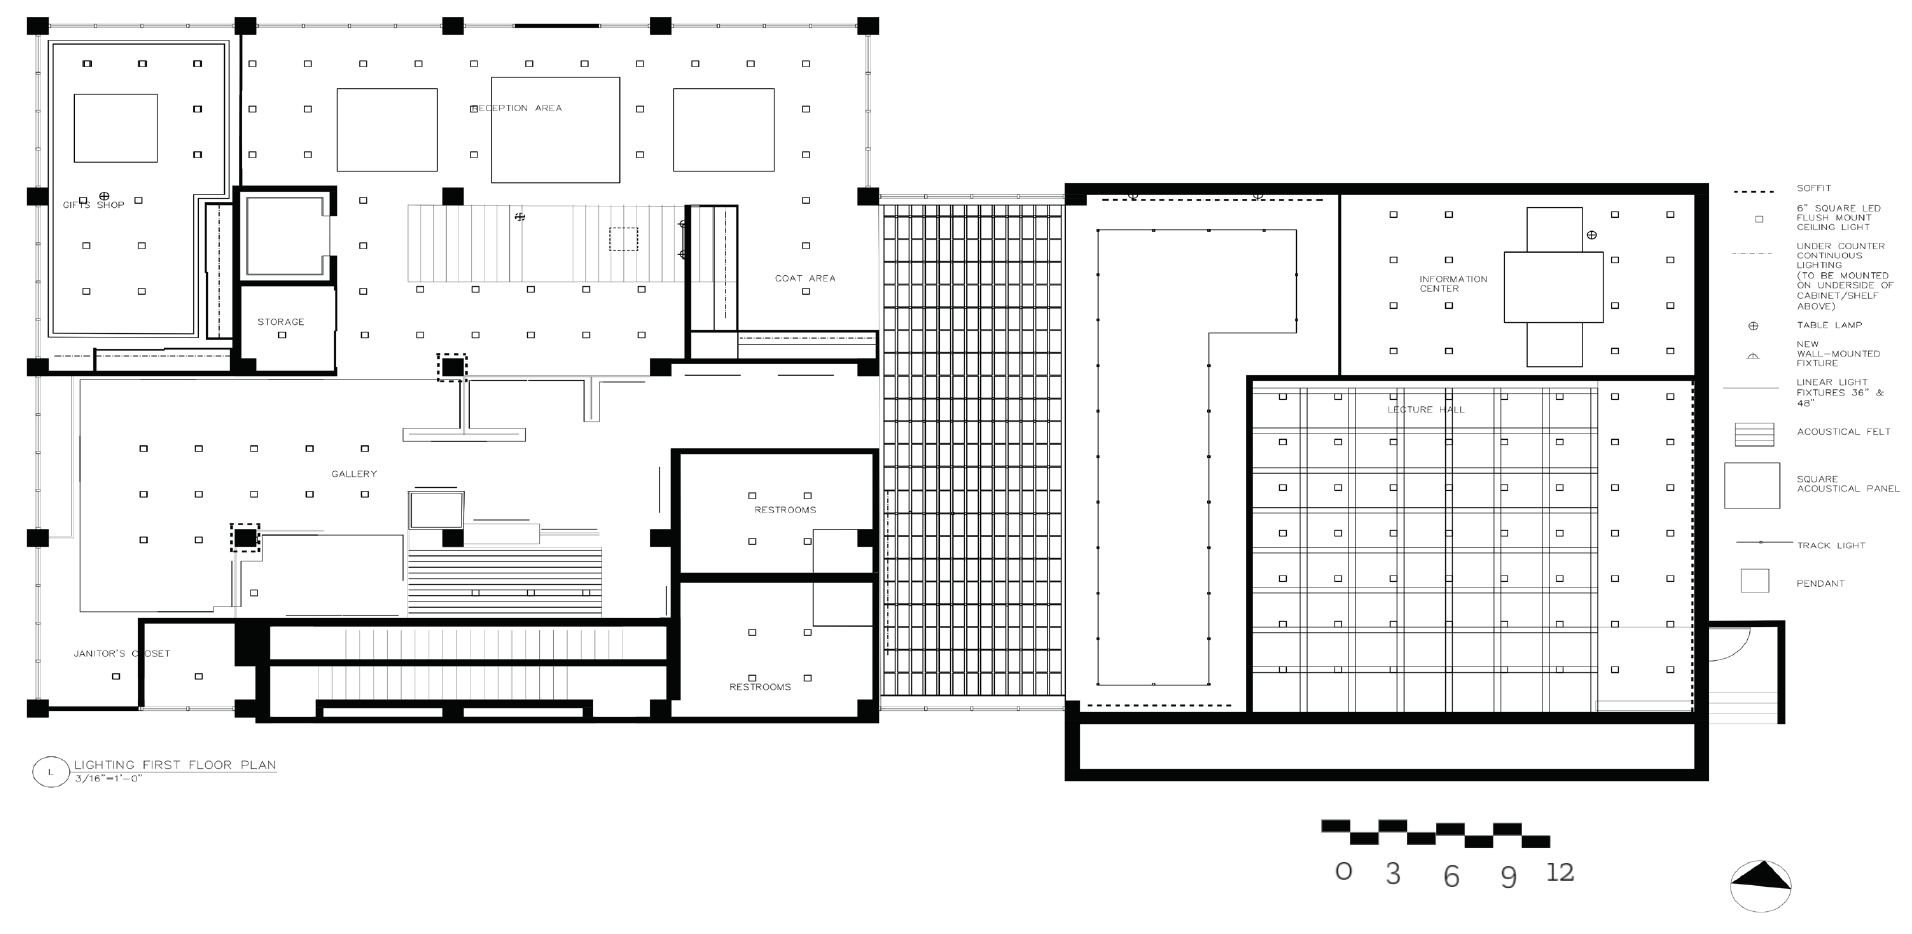 RECEPTION AREA
GIFTS SHOP
COAT AREA
STORAGE
GALLERY
RESTROOMS
JANITOR'S CLOSET
RESTROOMS
INFORMATION
CENTER
LECTURE HALL
SOFFIT
6" SQUARE LED
FLUSH MOUNT
CEILING LIGHT
UNDER COUNTER
CONTINUOUS
LIGHTING
(TO BE MOUNTED
ON UNDERSIDE OF
CABINET/SHELF
ABOVE)
TABLE LAMP
NEW
WALL-MOUNTED
FIXTURE
LINEAR LIGHT
FIXTURES 36" &
48"
ACOUSTICAL FELT
SQUARE
ACOUSTICAL PANEL
TRACK LIGHT
PENDANT
L
LIGHTING FIRST FLOOR PLAN
3/16"=1'-0"
0 3 6 9 12